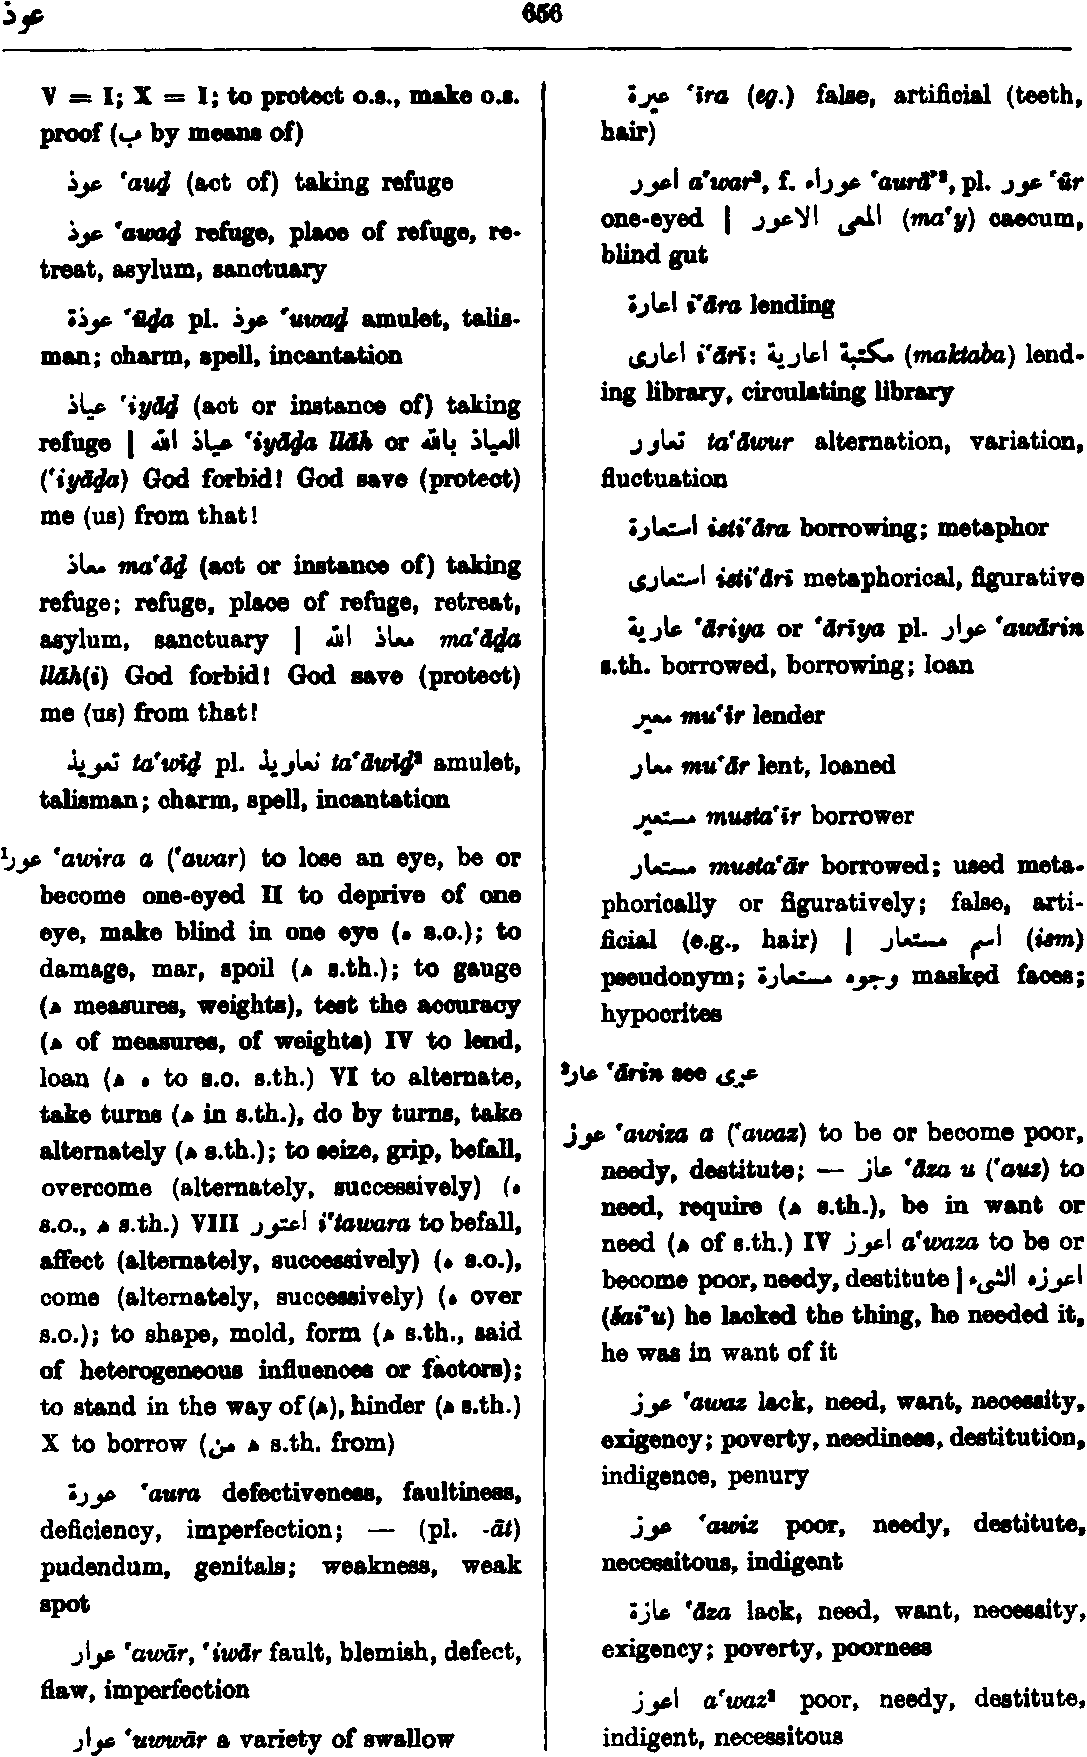 عوذ
656
V = I; X = I; to protect o.s., make o.s.
proof (ب by means of)
عوذ ‘auḏ (act of) taking refuge
عوذ ‘awaḏ refuge, place of refuge, re-
treat, asylum, sanctuary
عوذة ‘ūḏa pl. عوذ ‘uwaḏ amulet, talis-
man; charm, spell, incantation
عياذ ‘iyāḏ (act or instance of) taking
refuge | عياذ الله ‘iyāḏa llāh or العياذ بالله
(‘iyāḏa) God forbid! God save (protect)
me (us) from that!
معاذ ma‘āḏ (act or instance of) taking
refuge; refuge, place of refuge, retreat,
asylum, sanctuary | معاذ الله ma‘āḏa
llāh(i) God forbid! God save (protect)
me (us) from that!
تعويذ ta‘wīḏ pl. تعاويذ ta‘āwīḏ² amulet,
talisman; charm, spell, incantation
عور¹ ‘awira a (‘awar) to lose an eye, be or
become one-eyed II to deprive of one
eye, make blind in one eye (ه s.o.); to
damage, mar, spoil (ﻫ s.th.); to gauge
(ﻫ measures, weights), test the accuracy
(ﻫ of measures, of weights) IV to lend,
loan (ﻫ ه to s.o. s.th.) VI to alternate,
take turns (ﻫ in s.th.), do by turns, take
alternately (ﻫ s.th.); to seize, grip, befall,
overcome (alternately, successively) (ه
s.o., ﻫ s.th.) VIII اعتور i‘tawara to befall,
affect (alternately, successively) (ه s.o.),
come (alternately, successively) (ه over
s.o.); to shape, mold, form (ﻫ s.th., said
of heterogeneous influences or factors);
to stand in the way of (ﻫ), hinder (ﻫ s.th.)
X to borrow (من ﻫ s.th. from)
عورة ‘aura defectiveness, faultiness,
deficiency, imperfection; — (pl. -āt)
pudendum, genitals; weakness, weak
spot
عوار ‘awār, ‘iwār fault, blemish, defect,
flaw, imperfection
عوار ‘uwwār a variety of swallow
عيرة ‘īra (eg.) false, artificial (teeth,
hair)
اعور a‘war², f. عوراء ‘aurā’², pl. عور ‘ūr
one-eyed | المعى الاعور (ma‘y) caecum,
blind gut
اعارة i‘āra lending
اعارى i‘ārī: مكتبة اعارية (maktaba) lend-
ing library, circulating library
تعاور ta‘āwur alternation, variation,
fluctuation
استعارة isti‘āra borrowing; metaphor
استعارى isti‘ārī metaphorical, figurative
عارية ‘āriya or ‘ārīya pl. عوار ‘awārin
s.th. borrowed, borrowing; loan
معير mu‘īr lender
معار mu‘ār lent, loaned
مستعير musta‘īr borrower
مستعار musta‘ār borrowed; used meta-
phorically or figuratively; false, arti-
ficial (e.g., hair) | اسم مستعار (ism)
pseudonym; وجوه مستعارة masked faces;
hypocrites
عار² ‘ārin see عرى
عوز ‘awiza a (‘awaz) to be or become poor,
needy, destitute; — عاز ‘āza u (‘auz) to
need, require (ﻫ s.th.), be in want or
need (ﻫ of s.th.) IV اعوز a‘waza to be or
become poor, needy, destitute | اعوزه الشىء
(šai’u) he lacked the thing, he needed it,
he was in want of it
عوز ‘awaz lack, need, want, necessity,
exigency; poverty, neediness, destitution,
indigence, penury
عوز ‘awiz poor, needy, destitute,
necessitous, indigent
عازة ‘āza lack, need, want, necessity,
exigency; poverty, poorness
اعوز a‘waz² poor, needy, destitute,
indigent, necessitous